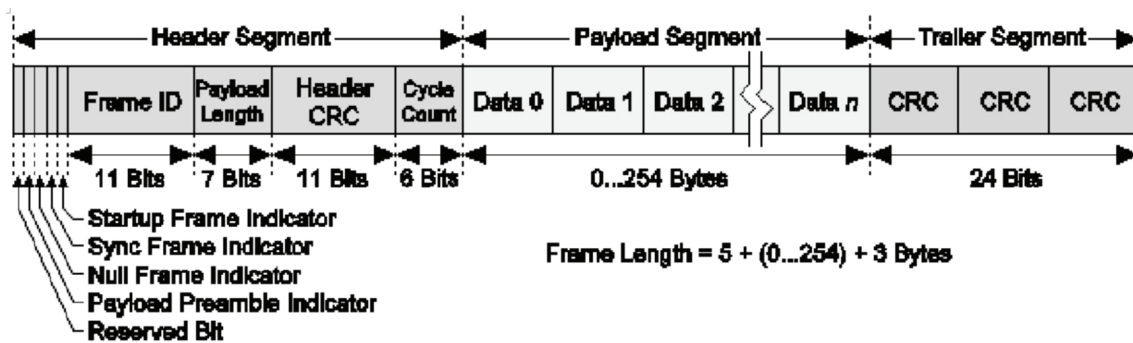 Header Segment Payload Segment Trailer Segment
Frame ID Payload Length Header CRC Cycle Count Data 0 Data 1 Data 2 Data n CRC CRC CRC
11 Bits 7 Bits 11 Bits 6 Bits 0...254 Bytes 24 Bits
Startup Frame Indicator
Sync Frame Indicator
Frame Length = 5 + (0...254) + 3 Bytes
Null Frame Indicator
Payload Preamble Indicator
Reserved Bit